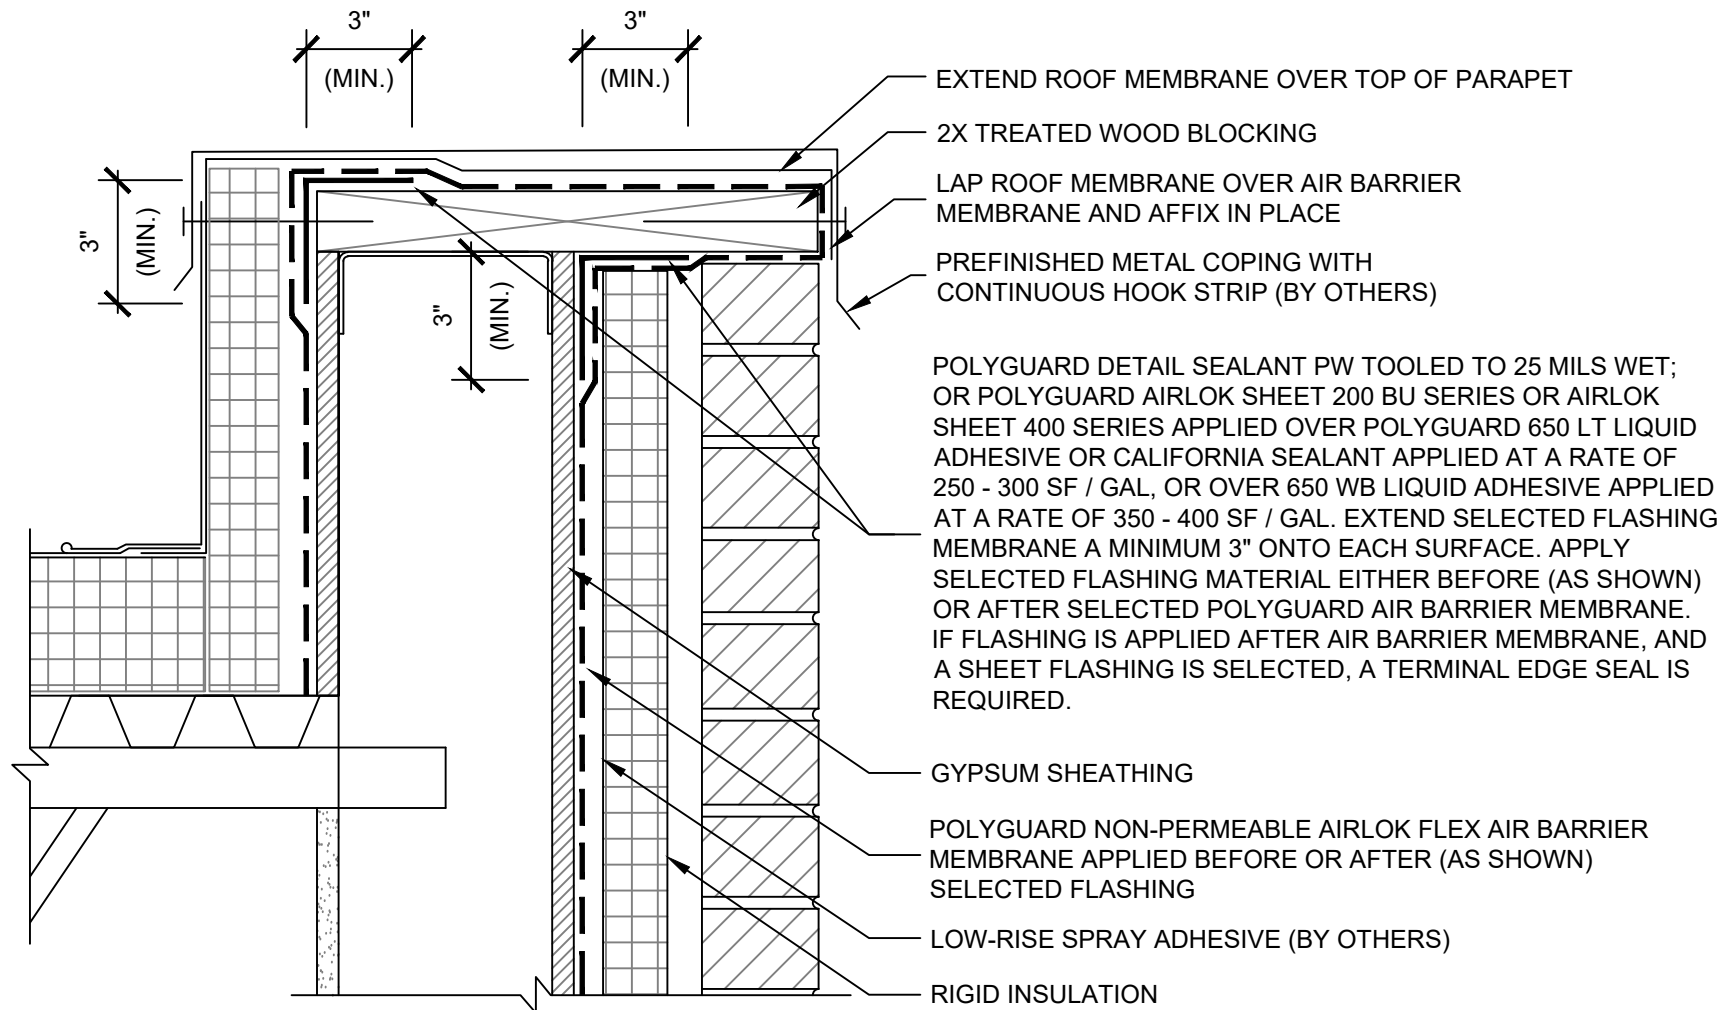 3"
(MIN.)
3"
(MIN.)
3"
(MIN.)
3"
(MIN.)
EXTEND ROOF MEMBRANE OVER TOP OF PARAPET
2X TREATED WOOD BLOCKING
LAP ROOF MEMBRANE OVER AIR BARRIER
MEMBRANE AND AFFIX IN PLACE
PREFINISHED METAL COPING WITH
CONTINUOUS HOOK STRIP (BY OTHERS)
POLYGUARD DETAIL SEALANT PW TOOLED TO 25 MILS WET;
OR POLYGUARD AIRLOK SHEET 200 BU SERIES OR AIRLOK
SHEET 400 SERIES APPLIED OVER POLYGUARD 650 LT LIQUID
ADHESIVE OR CALIFORNIA SEALANT APPLIED AT A RATE OF
250 - 300 SF / GAL, OR OVER 650 WB LIQUID ADHESIVE APPLIED
AT A RATE OF 350 - 400 SF / GAL. EXTEND SELECTED FLASHING
MEMBRANE A MINIMUM 3" ONTO EACH SURFACE. APPLY
SELECTED FLASHING MATERIAL EITHER BEFORE (AS SHOWN)
OR AFTER SELECTED POLYGUARD AIR BARRIER MEMBRANE.
IF FLASHING IS APPLIED AFTER AIR BARRIER MEMBRANE, AND
A SHEET FLASHING IS SELECTED, A TERMINAL EDGE SEAL IS
REQUIRED.
GYPSUM SHEATHING
POLYGUARD NON-PERMEABLE AIRLOK FLEX AIR BARRIER
MEMBRANE APPLIED BEFORE OR AFTER (AS SHOWN)
SELECTED FLASHING
LOW-RISE SPRAY ADHESIVE (BY OTHERS)
RIGID INSULATION